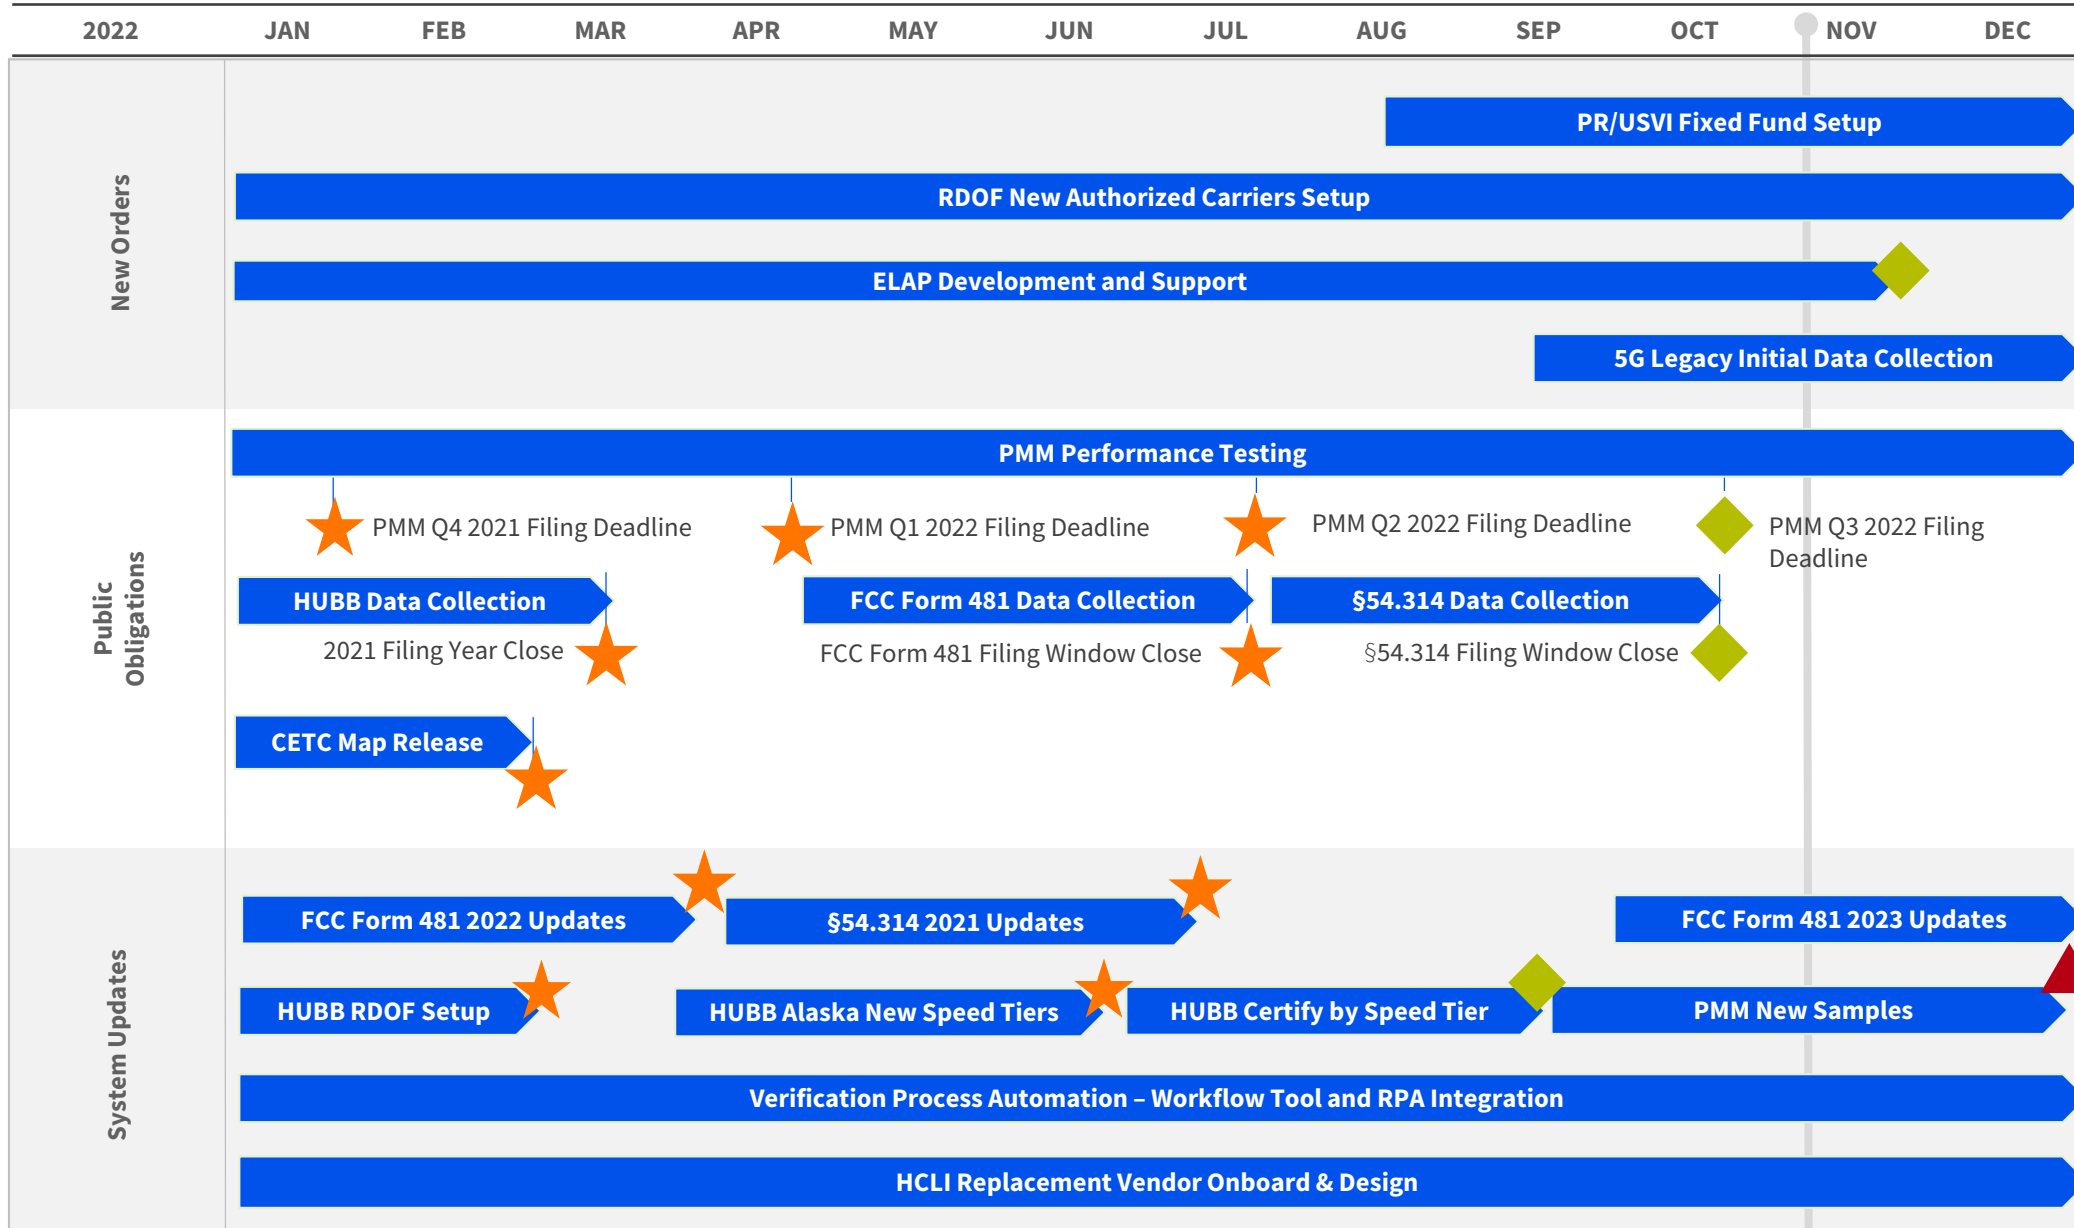 2022 JAN FEB MAR APR MAY JUN JUL AUG SEP OCT NOV DEC
New Orders
PR/USVI Fixed Fund Setup
RDOF New Authorized Carriers Setup
ELAP Development and Support
5G Legacy Initial Data Collection
Public
Obligations
PMM Performance Testing
PMM Q4 2021 Filing Deadline
PMM Q1 2022 Filing Deadline
PMM Q2 2022 Filing Deadline
PMM Q3 2022 Filing
Deadline
HUBB Data Collection
FCC Form 481 Data Collection
§54.314 Data Collection
2021 Filing Year Close
FCC Form 481 Filing Window Close
§54.314 Filing Window Close
CETC Map Release
System Updates
FCC Form 481 2022 Updates
§54.314 2021 Updates
FCC Form 481 2023 Updates
HUBB RDOF Setup
HUBB Alaska New Speed Tiers
HUBB Certify by Speed Tier
PMM New Samples
Verification Process Automation – Workflow Tool and RPA Integration
HCLI Replacement Vendor Onboard & Design